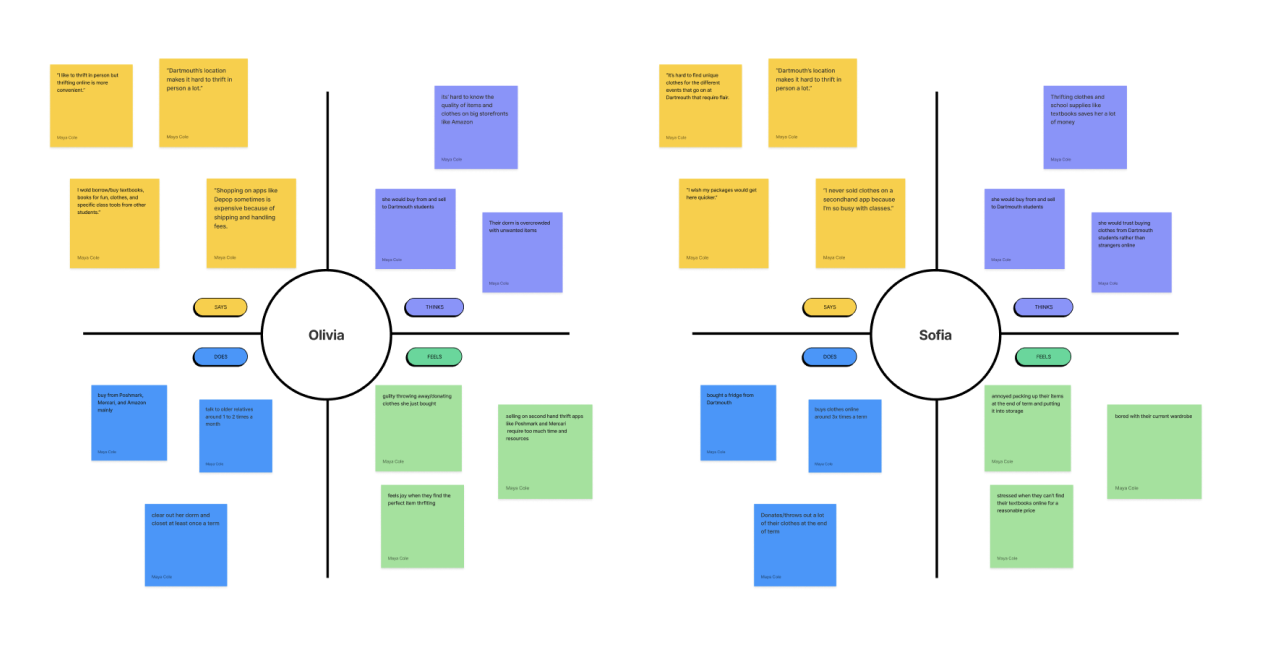 "I like to thrift in person but
thrifting online is more
convenient."
Maya Cole
"Dartmouth's location
makes it hard to thrift in
person a lot."
Maya Cole
I wold borrow/buy textbooks,
books for fun, clothes, and
specific class tools from other
students."
Maya Cole
"Shopping on apps like
Depop sometimes is
expensive because of
shipping and handling
fees.
Maya Cole
Its' hard to know the
quality of items and
clothes on big storefronts
like Amazon
Maya Cole
she would buy from and sell
to Dartmouth students
Maya Cole
Their dorm is overcrowded
with unwanted items
Maya Cole
SAYS
THINKS
Olivia
DOES
FEELS
buy from Poshmark,
Mercari, and Amazon
mainly
Maya Cole
talk to older relatives
around 1 to 2 times a
month
Maya Cole
clear out her dorm and
closet at least once a term
Maya Cole
guilty throwing away/donating
clothes she just bought
Maya Cole
selling on second hand thrift apps
like Poshmark and Mercari
require too much time and
resources
Maya Cole
feels joy when they find the
perfect item thrifting
Maya Cole
"It's hard to find unique
clothes for the different
events that go on at
Dartmouth that require flair.
Maya Cole
"Dartmouth's location
makes it hard to thrift in
person a lot."
Maya Cole
"I wish my packages would get
here quicker."
Maya Cole
"I never sold clothes on a
secondhand app because
I'm so busy with classes."
Maya Cole
Thrifting clothes and
school supplies like
textbooks saves her a lot
of money
Maya Cole
she would buy from and sell
to Dartmouth students
Maya Cole
she would trust buying
clothes from Dartmouth
students rather than
strangers online
Maya Cole
SAYS
THINKS
Sofia
DOES
FEELS
bought a fridge from
Dartmouth
Maya Cole
buys clothes online
around 3x times a term
Maya Cole
Donates/throws out a lot
of their clothes at the end
of term
Maya Cole
annoyed packing up their items
at the end of term and putting
it into storage
Maya Cole
bored with their current wardrobe
Maya Cole
stressed when they can't find
their textbooks online for a
reasonable price
Maya Cole